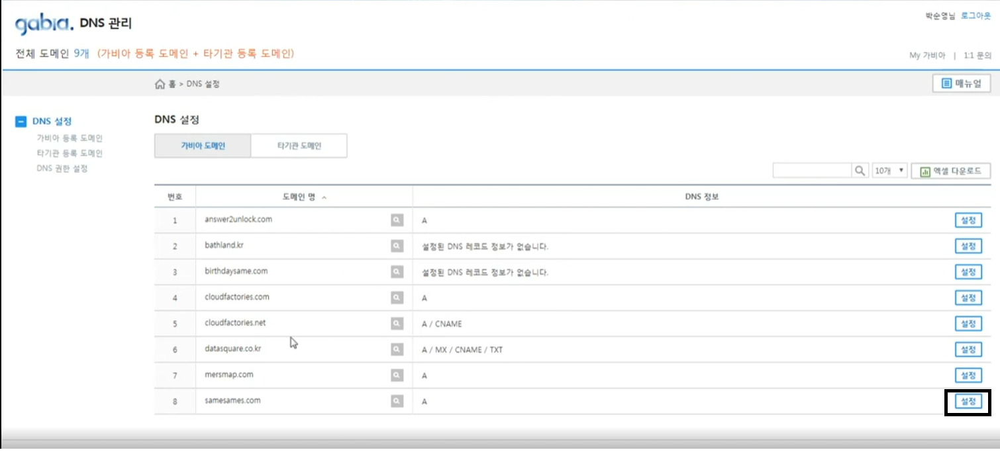 gabia. DNS 관리
박순영님 로그아웃
전체 도메인 9개 (가비아 등록 도메인 + 타기관 등록 도메인)
My 가비아 | 1:1 문의
홈 > DNS 설정
매뉴얼
DNS 설정
가비아 등록 도메인
타기관 등록 도메인
DNS 권한 설정
DNS 설정
가비아 도메인 타기관 도메인
10개 ▼ 엑셀 다운로드
번호 도메인 명 DNS 정보
1 answer2unlock.com A 설정
2 bathland.kr 설정된 DNS 레코드 정보가 없습니다. 설정
3 birthdaysame.com 설정된 DNS 레코드 정보가 없습니다. 설정
4 cloudfactories.com A 설정
5 cloudfactories.net A / CNAME 설정
6 datasquare.co.kr A / MX / CNAME / TXT 설정
7 mersmap.com A 설정
8 samesames.com A 설정